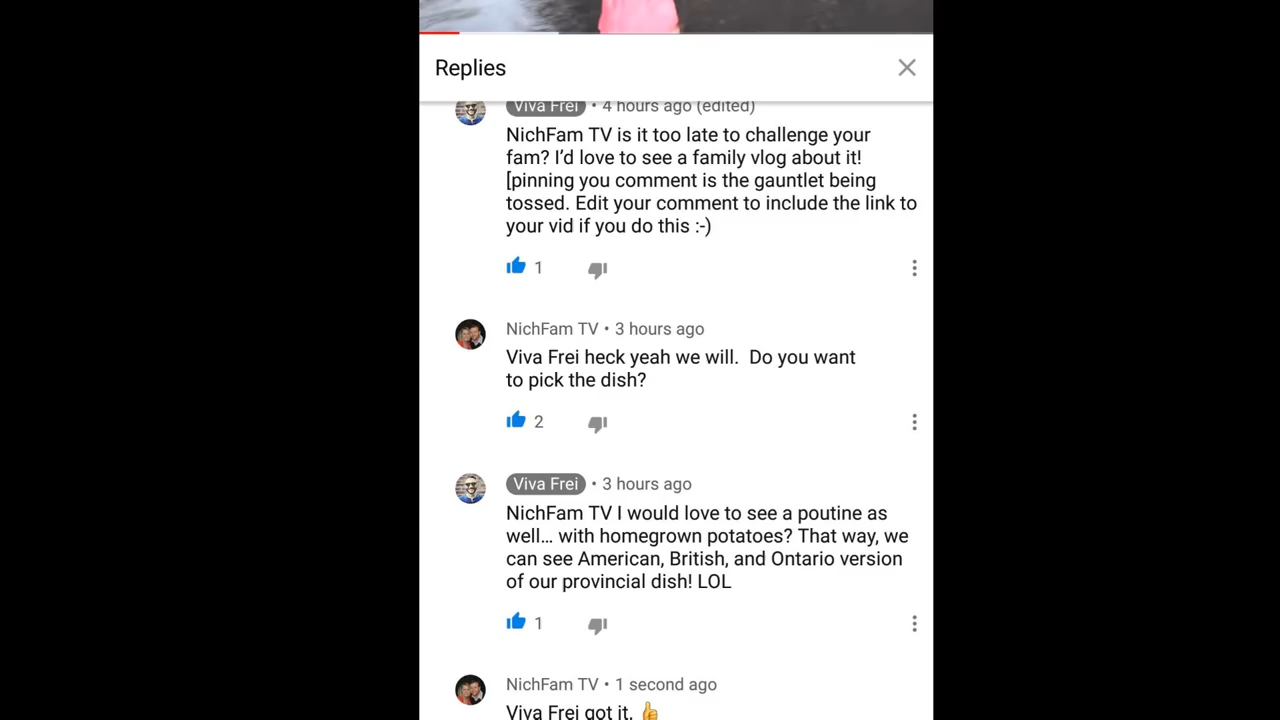 Replies
Viva Frei • 4 hours ago (edited)
NichFam TV is it too late to challenge your
fam? I’d love to see a family vlog about it!
[pinning you comment is the gauntlet being
tossed. Edit your comment to include the link to
your vid if you do this :-)
1
NichFam TV • 3 hours ago
Viva Frei heck yeah we will.  Do you want
to pick the dish?
2
Viva Frei • 3 hours ago
NichFam TV I would love to see a poutine as
well… with homegrown potatoes? That way, we
can see American, British, and Ontario version
of our provincial dish! LOL
1
NichFam TV • 1 second ago
Viva Frei got it. 👍